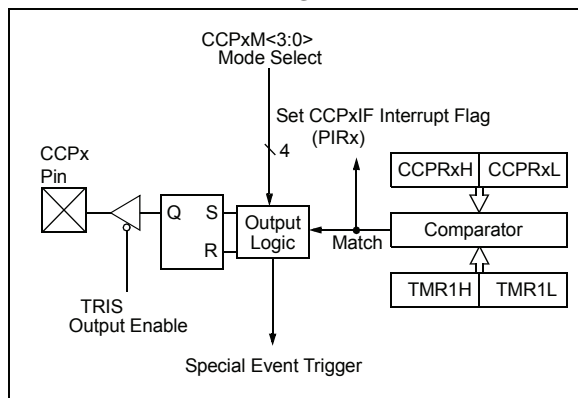 CCPxM<3:0>
Mode Select
Set CCPxIF Interrupt Flag
(PIRx)
4
CCPx
Pin
CCPRxH
CCPRxL
Q
S
R
Output
Logic
Match
Comparator
TMR1H
TMR1L
TRIS
Output Enable
Special Event Trigger